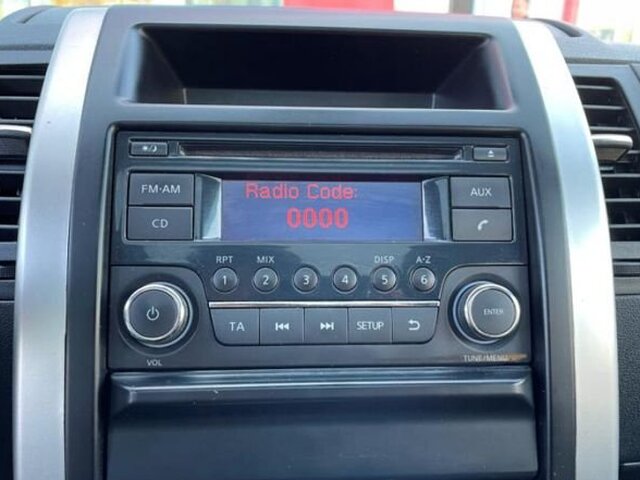 FM·AM
CD
Radio Code:
0000
AUX
RPT MIX DISP A·Z
1 2 3 4 5 6
VOL
TA SETUP
ENTER
TUNE/MENU